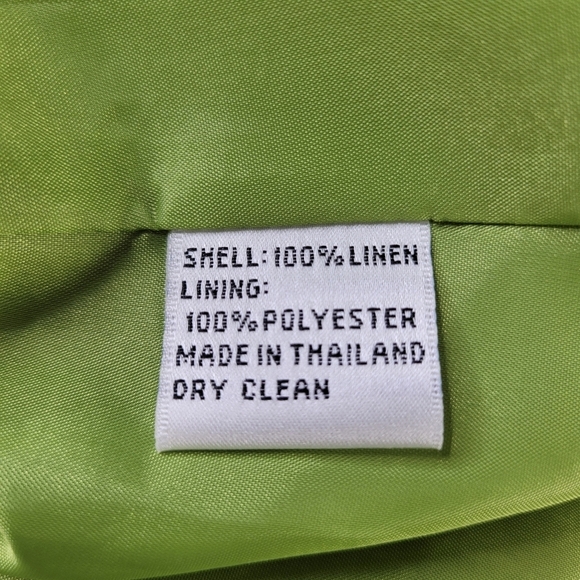 SHELL: 100% LINEN
LINING:
100% POLYESTER
MADE IN THAILAND
DRY CLEAN